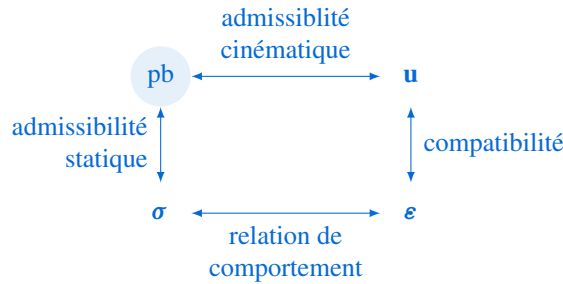 admissiblité
cinématique
pb
u
admissibilité
statique
compatibilité
σ
ε
relation de
comportement